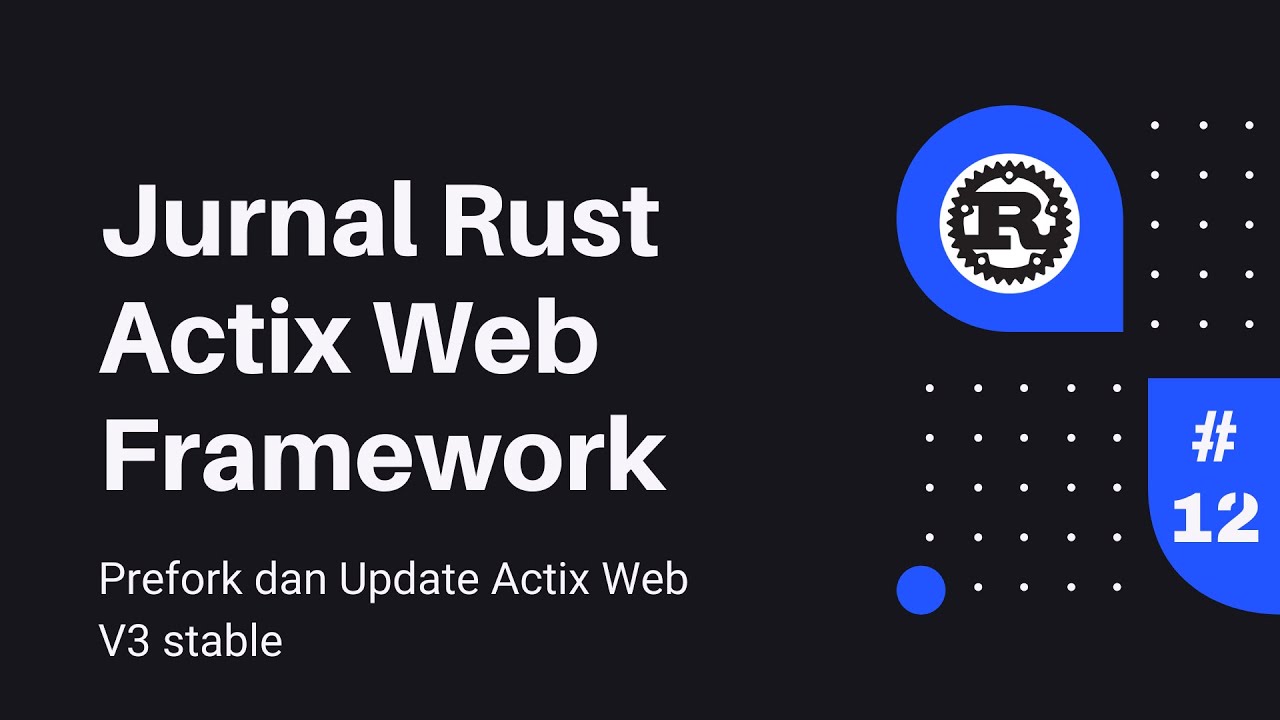 Jurnal Rust
Actix Web
Framework
Prefork dan Update Actix Web
V3 stable
R
#
12